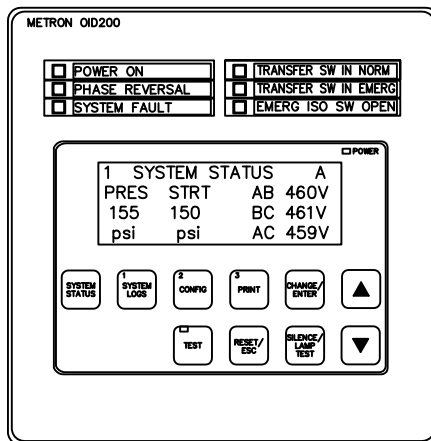 METRON OID200
POWER ON
PHASE REVERSAL
SYSTEM FAULT
TRANSFER SW IN NORM
TRANSFER SW IN EMERG
EMERG ISO SW OPEN
POWER
1 SYSTEM STATUS A
PRES STRT AB 460V
155 150 BC 461V
psi psi AC 459V
SYSTEM STATUS
1 SYSTEM LOGS
2 CONFIG
3 PRINT
CHANGE/ ENTER
TEST
RESET/ ESC
SILENCE/ LAMP TEST